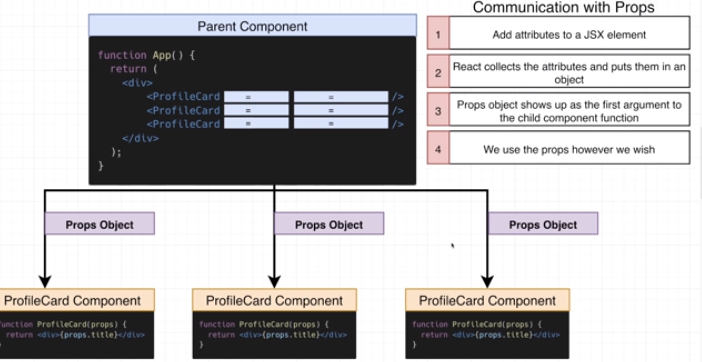 Communication with Props
Parent Component
function App() {
return (
<div>
<ProfileCard = = />
<ProfileCard = = />
<ProfileCard = = />
</div>
);
}
1 Add attributes to a JSX element
2 React collects the attributes and puts them in an
object
3 Props object shows up as the first argument to
the child component function
4 We use the props however we wish
Props Object
Props Object
Props Object
ProfileCard Component
function ProfileCard(props) {
return <div>{props.title}</div>
}
ProfileCard Component
function ProfileCard(props) {
return <div>{props.title}</div>
}
ProfileCard Component
function ProfileCard(props) {
return <div>{props.title}</div>
}